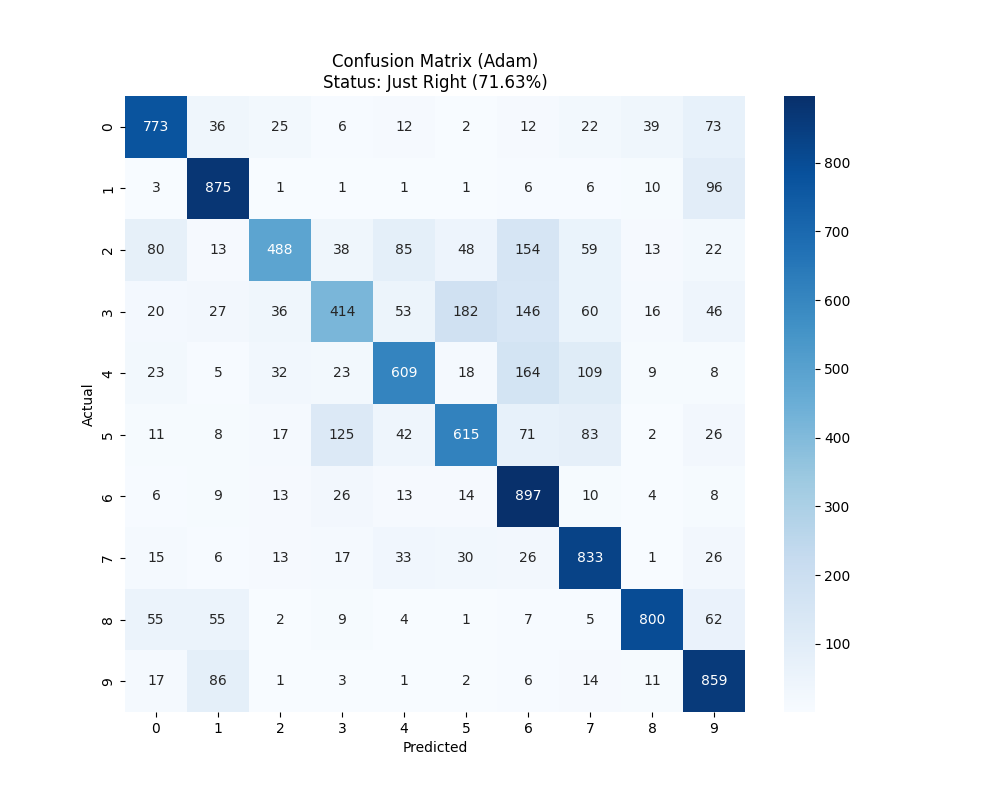 Confusion Matrix (Adam)
Status: Just Right (71.63%)
Actual
0 773 36 25 6 12 2 12 22 39 73
1 3 875 1 1 1 1 6 6 10 96
2 80 13 488 38 85 48 154 59 13 22
3 20 27 36 414 53 182 146 60 16 46
4 23 5 32 23 609 18 164 109 9 8
5 11 8 17 125 42 615 71 83 2 26
6 6 9 13 26 13 14 897 10 4 8
7 15 6 13 17 33 30 26 833 1 26
8 55 55 2 9 4 1 7 5 800 62
9 17 86 1 3 1 2 6 14 11 859
0 1 2 3 4 5 6 7 8 9
Predicted
800
700
600
500
400
300
200
100